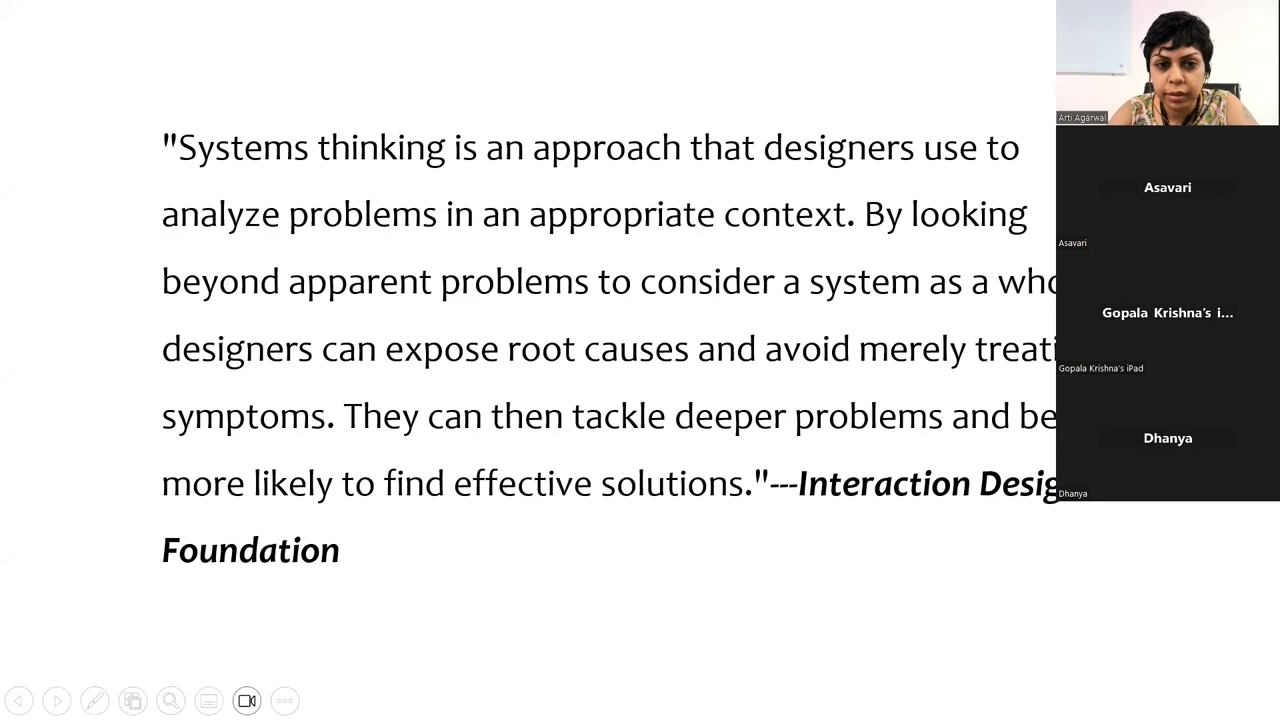 "Systems thinking is an approach that designers use to
analyze problems in an appropriate context. By looking
beyond apparent problems to consider a system as a
designers can expose root causes and avoid merely
symptoms. They can then tackle deeper problems and be
more likely to find effective solutions."---Interaction
Foundation
Arti Agarwal
Asavari
Asavari
Gopala Krishna's i...
Gopala Krishna's iPad
Dhanya
Dhanya